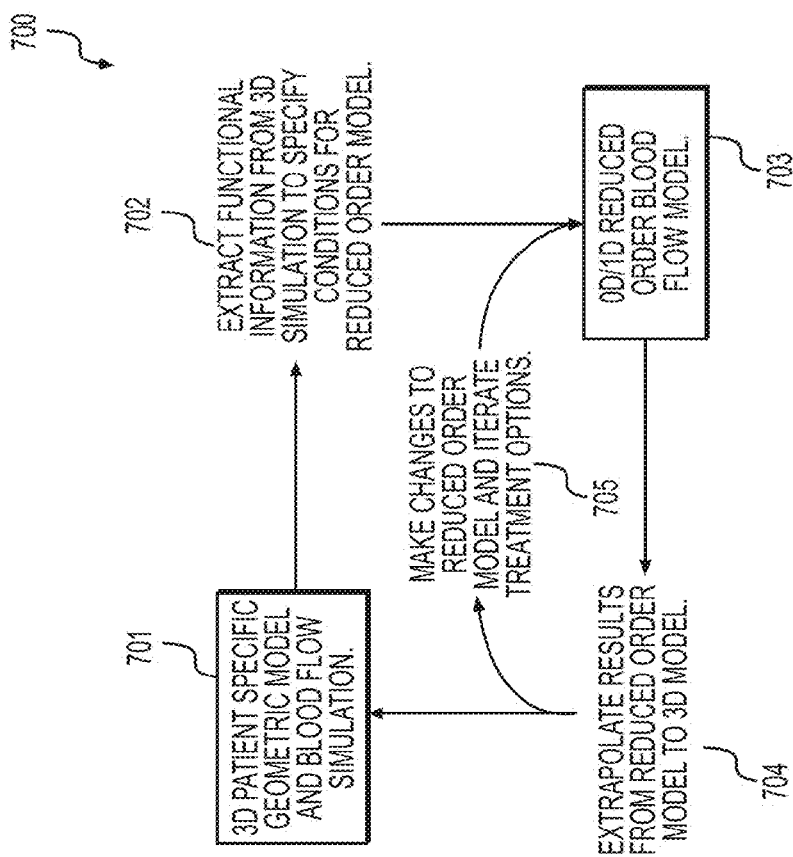 700
701
3D PATIENT SPECIFIC
GEOMETRIC MODEL
AND BLOOD FLOW
SIMULATION.
702
EXTRACT FUNCTIONAL
INFORMATION FROM 3D
SIMULATION TO SPECIFY
CONDITIONS FOR
REDUCED ORDER MODEL.
MAKE CHANGES TO
REDUCED ORDER
MODEL AND ITERATE
TREATMENT OPTIONS.
705
EXTRAPOLATE RESULTS
FROM REDUCED ORDER
MODEL TO 3D MODEL.
704
0D/1D REDUCED
ORDER BLOOD
FLOW MODEL.
703